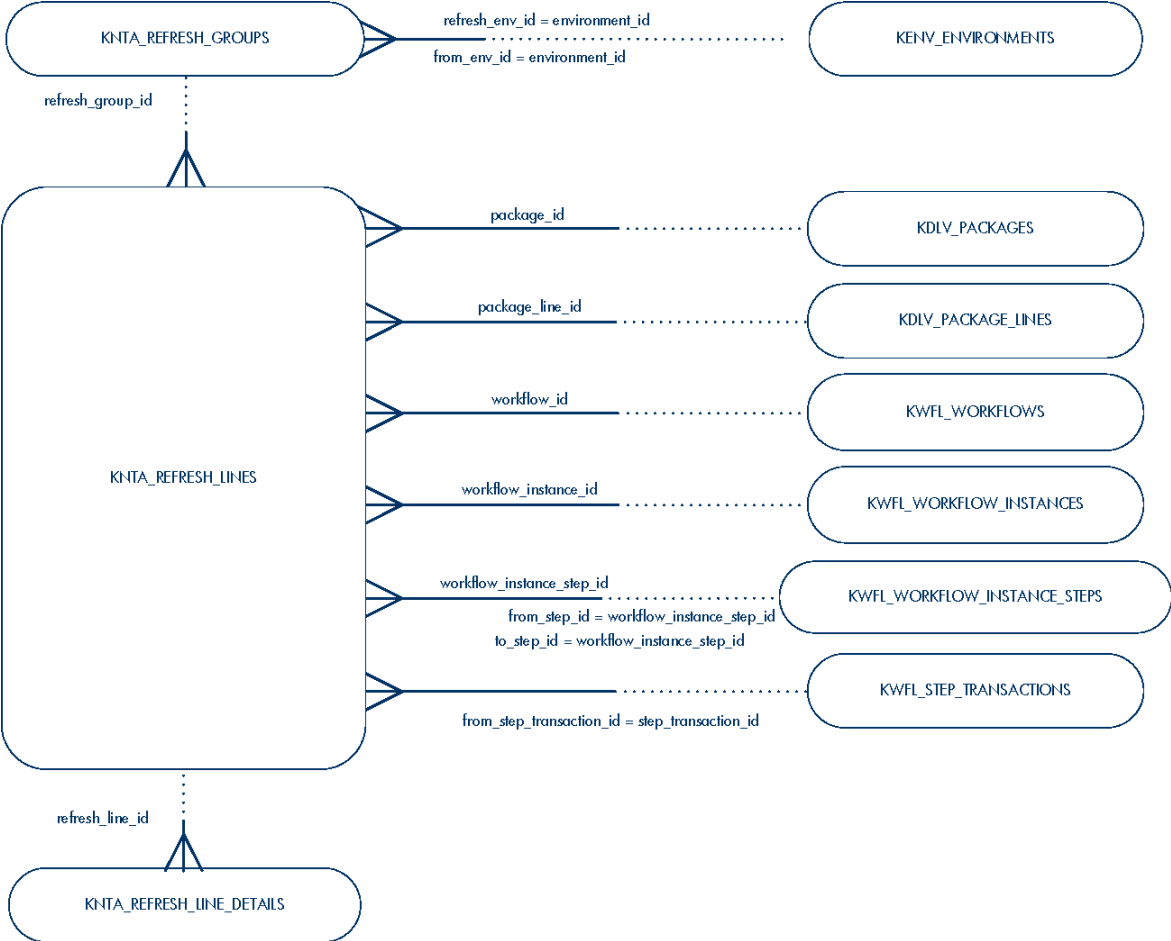 KNTA_REFRESH_GROUPS
refresh_env_id = environment_id
from_env_id = environment_id
KENV_ENVIRONMENTS
refresh_group_id
KNTA_REFRESH_LINES
package_id
KDLV_PACKAGES
package_line_id
KDLV_PACKAGE_LINES
workflow_id
KWFL_WORKFLOWS
workflow_instance_id
KWFL_WORKFLOW_INSTANCES
workflow_instance_step_id
from_step_id = workflow_instance_step_id
to_step_id = workflow_instance_step_id
KWFL_WORKFLOW_INSTANCE_STEPS
from_step_transaction_id = step_transaction_id
KWFL_STEP_TRANSACTIONS
refresh_line_id
KNTA_REFRESH_LINE_DETAILS